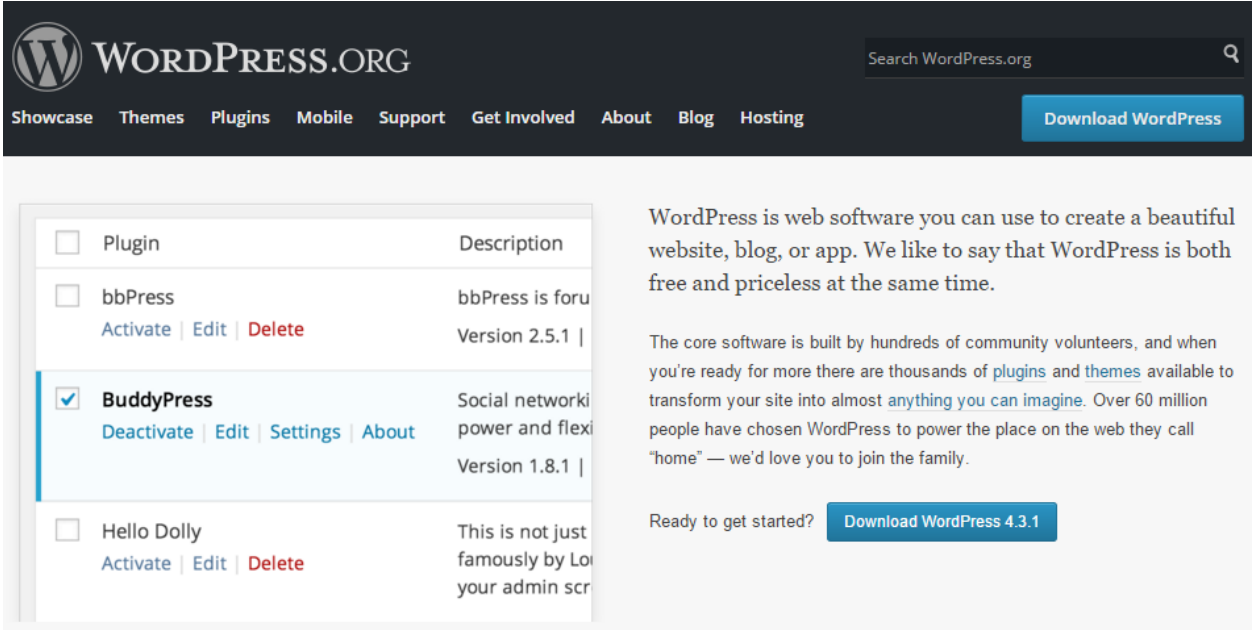 WORDPRESS.ORG
Search WordPress.org
Showcase Themes Plugins Mobile Support Get Involved About Blog Hosting
Download WordPress
Plugin Description
bbPress bbPress is foru
Activate | Edit | Delete
Version 2.5.1 |
BuddyPress Social networki
Deactivate | Edit | Settings | About power and flexi
Version 1.8.1 |
Hello Dolly This is not just
Activate | Edit | Delete famously by Lou
your admin scr
WordPress is web software you can use to create a beautiful
website, blog, or app. We like to say that WordPress is both
free and priceless at the same time.
The core software is built by hundreds of community volunteers, and when
you’re ready for more there are thousands of plugins and themes available to
transform your site into almost anything you can imagine. Over 60 million
people have chosen WordPress to power the place on the web they call
“home” — we’d love you to join the family.
Ready to get started? Download WordPress 4.3.1